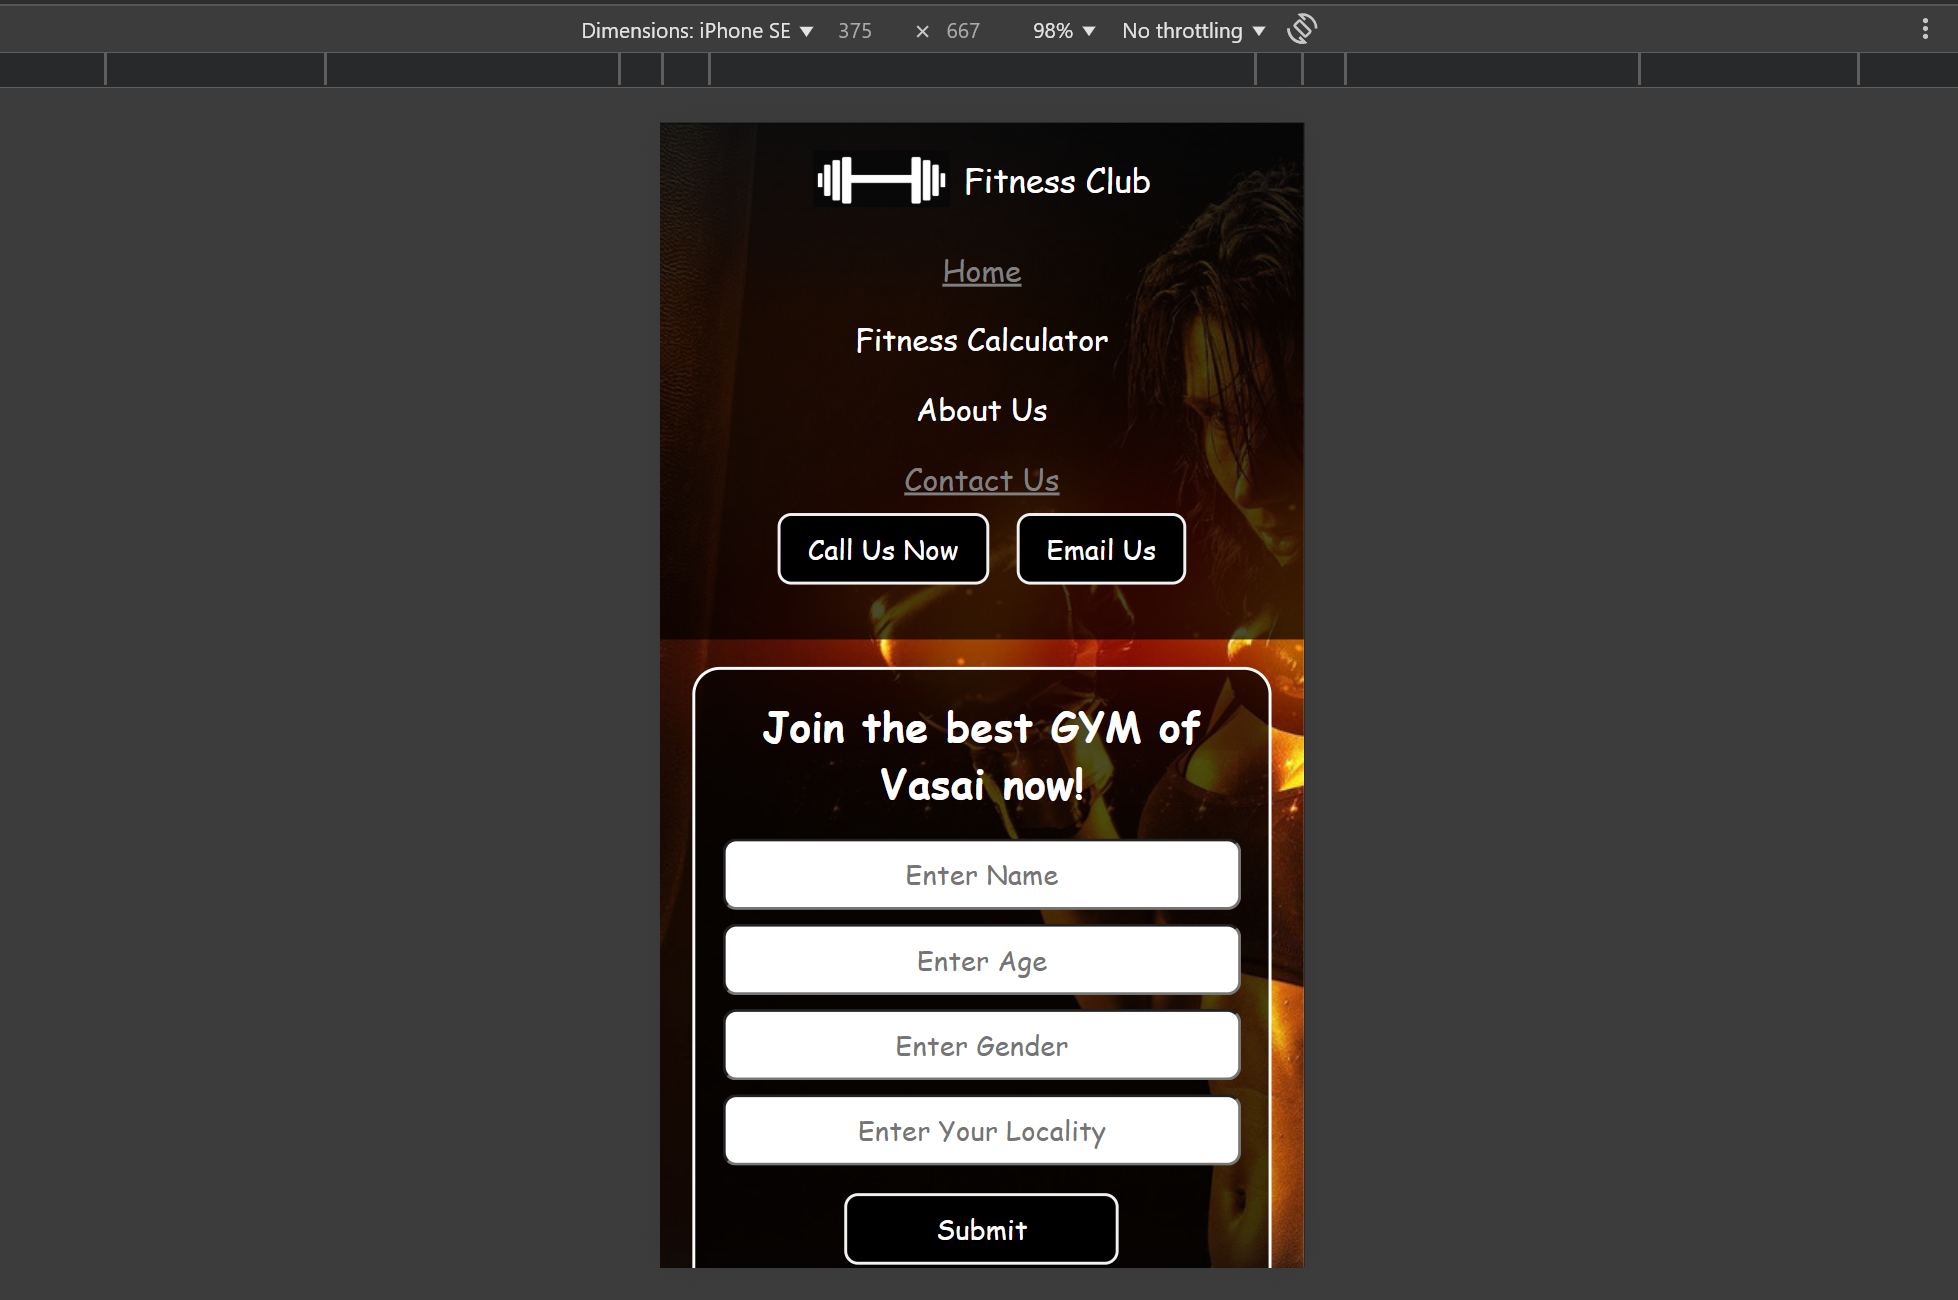 Dimensions: iPhone SE 375 × 667 98% No throttling
Fitness Club
Home
Fitness Calculator
About Us
Contact Us
Call Us Now Email Us
Join the best GYM of
Vasai now!
Enter Name
Enter Age
Enter Gender
Enter Your Locality
Submit